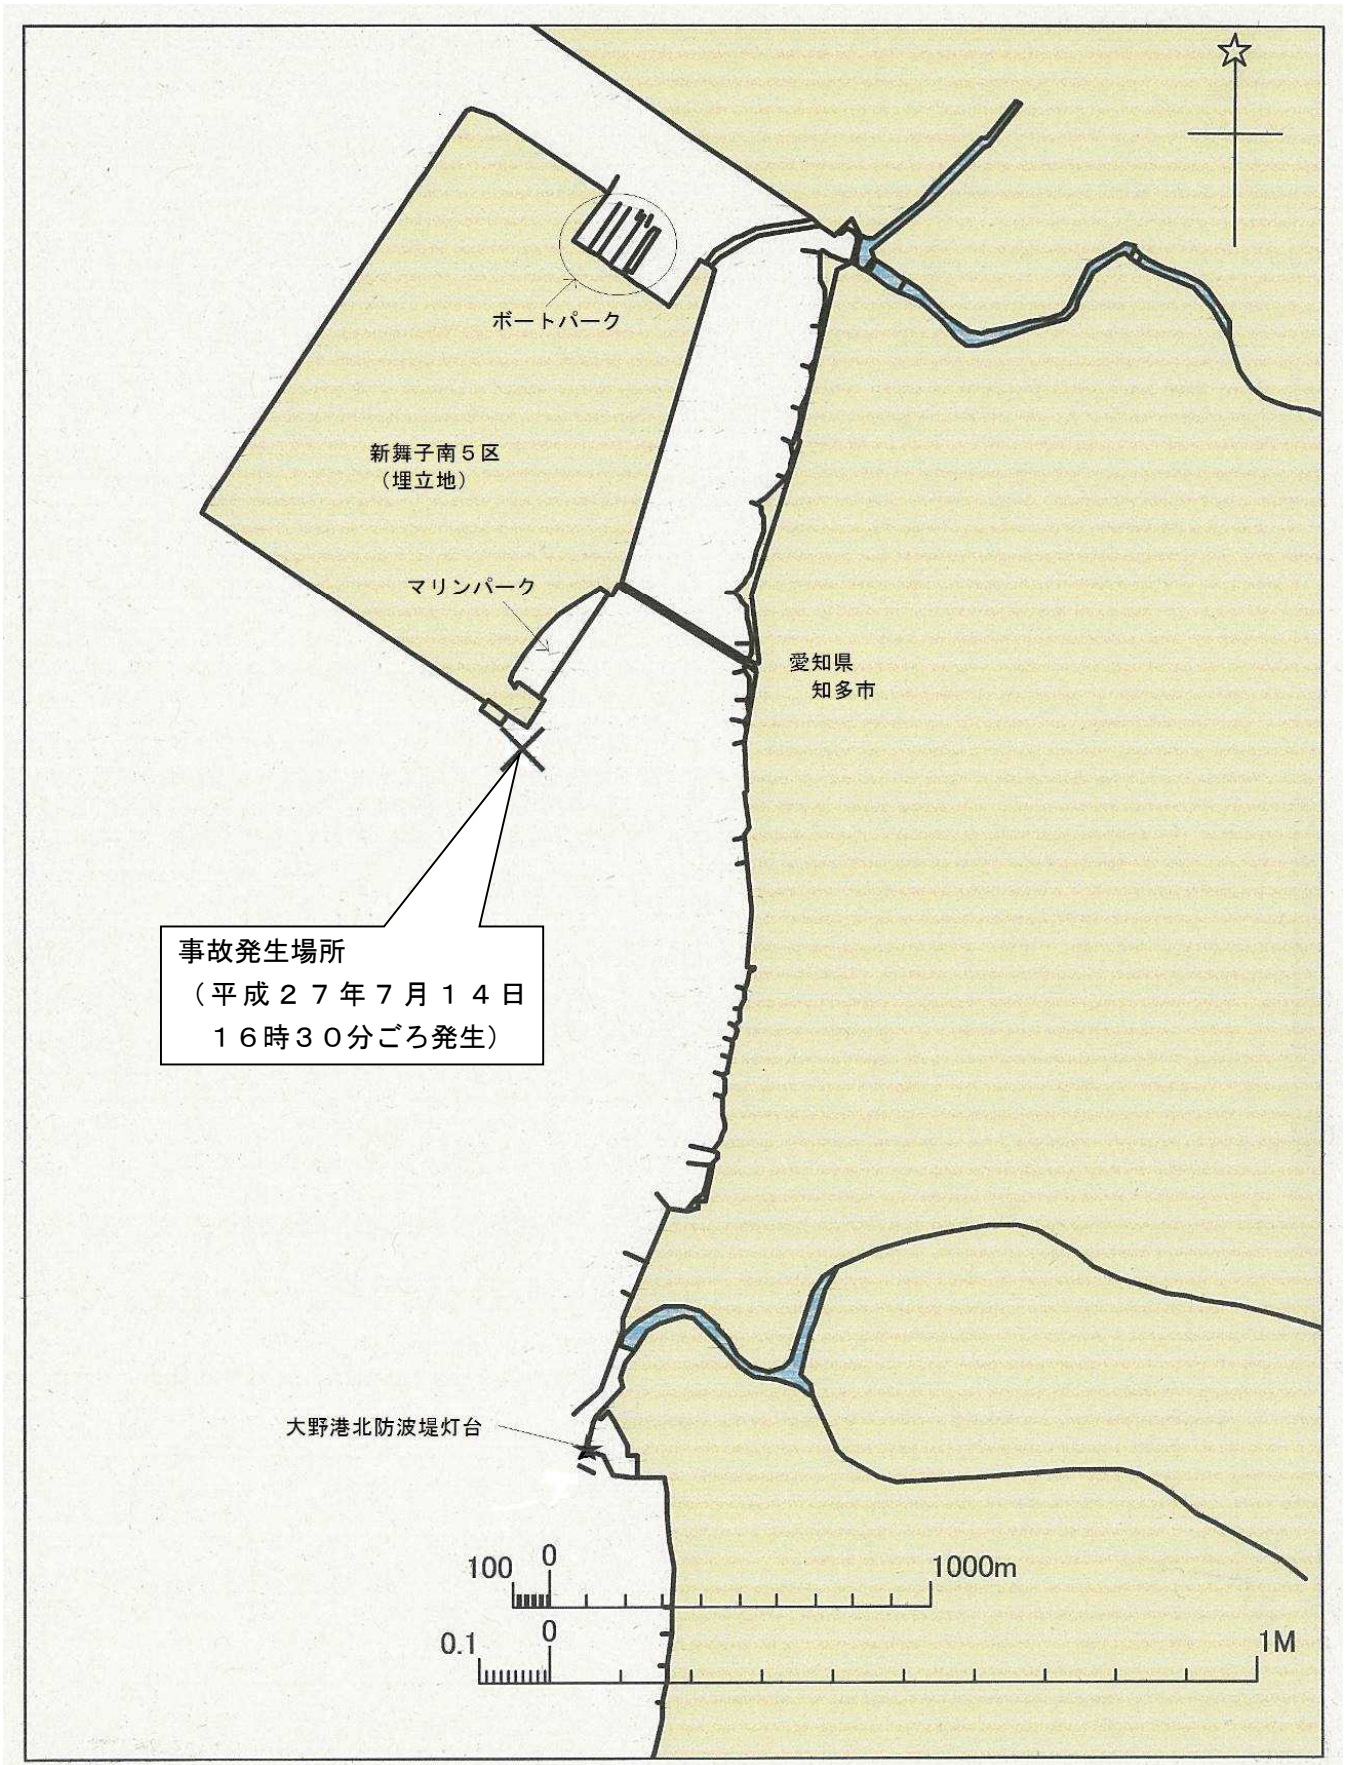 ボートパーク
新舞子南5区
（埋立地）
マリンパーク
愛知県
知多市
事故発生場所
（平成２７年７月１４日
１６時３０分ごろ発生）
大野港北防波堤灯台
100 0 1000m
0.1 0 1M